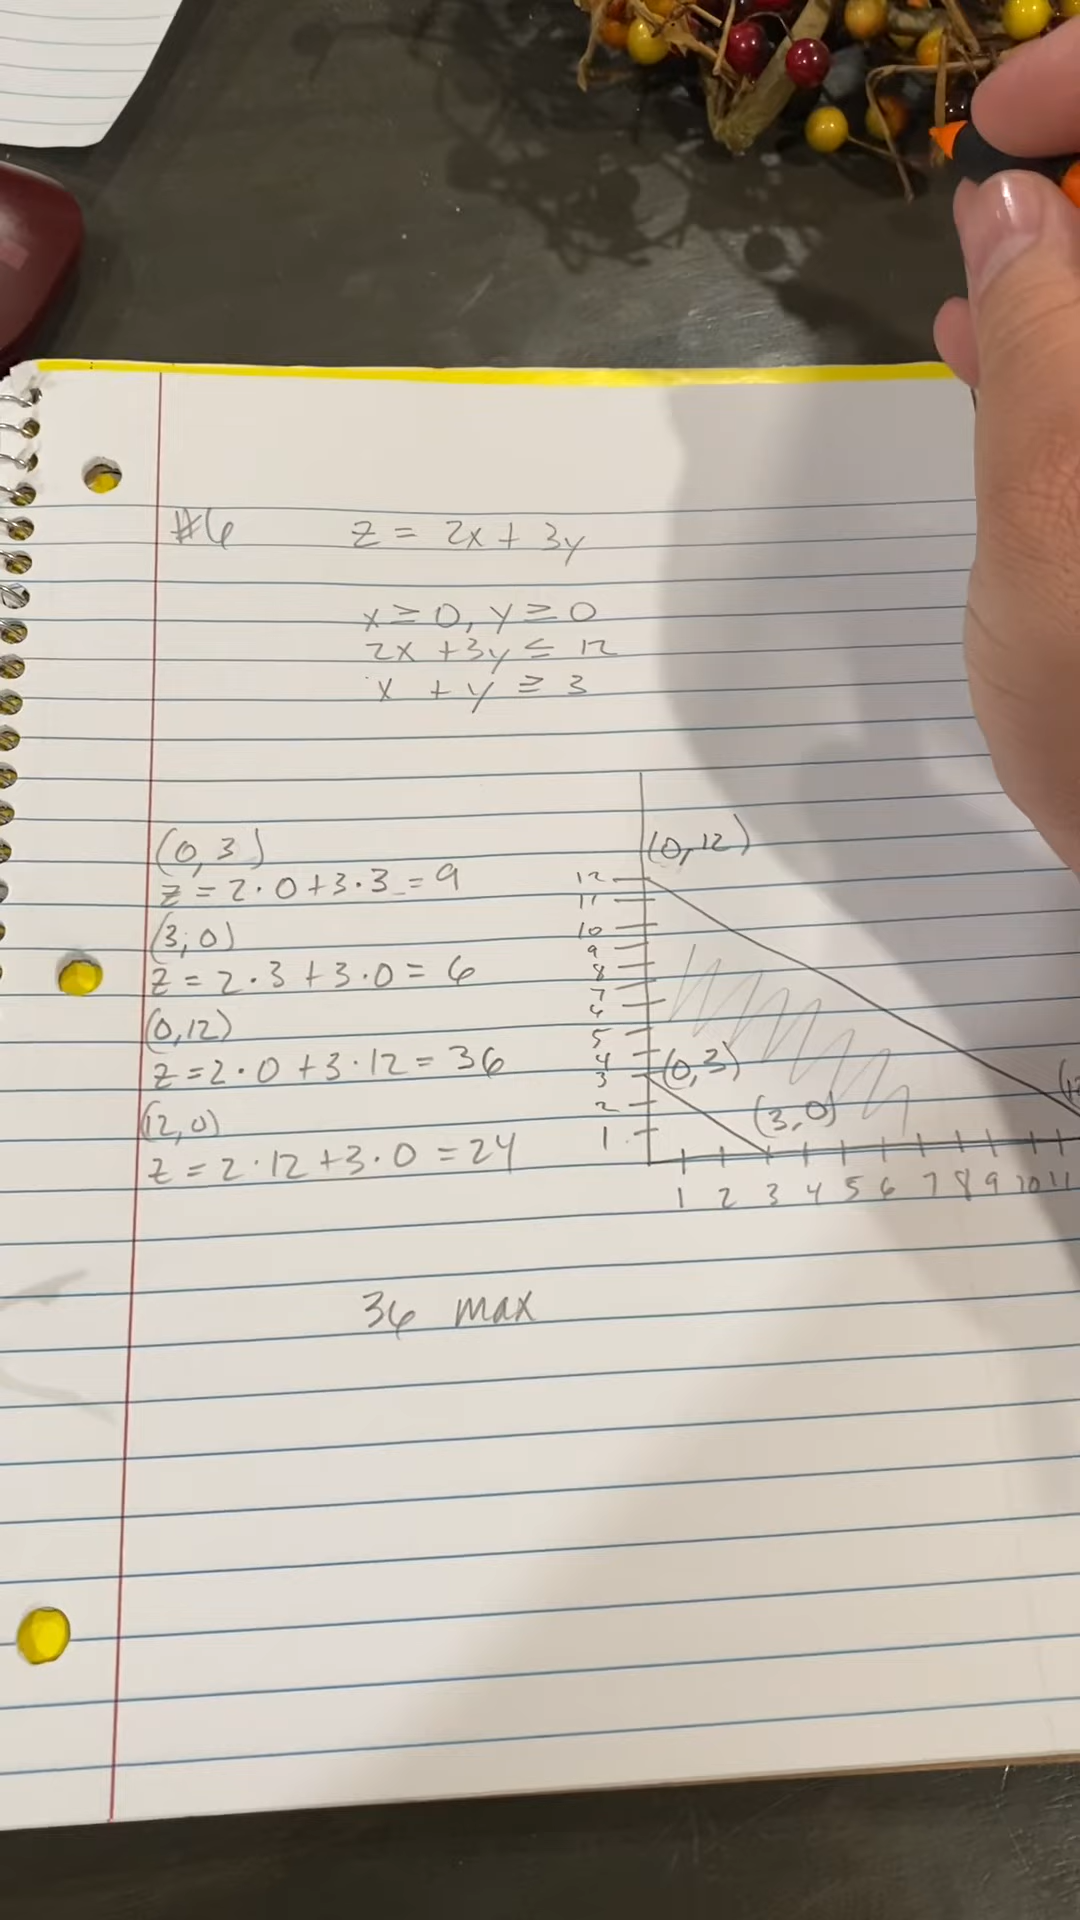 #6 z = 2x + 3y
x ≥ 0, y ≥ 0
2x + 3y ≤ 12
x + y ≥ 3
(0, 3)
z = 2·0+3·3 = 9
(3, 0)
z = 2·3+3·0 = 6
(0,12)
z=2·0+3·12=36
(12,0)
z=2·12+3·0=24
(0,12)
12
11
10
9
8
7
6
5
4
3 (0,3)
2 (3,0)
1
1 2 3 4 5 6 7 8 9 10 11
36 max